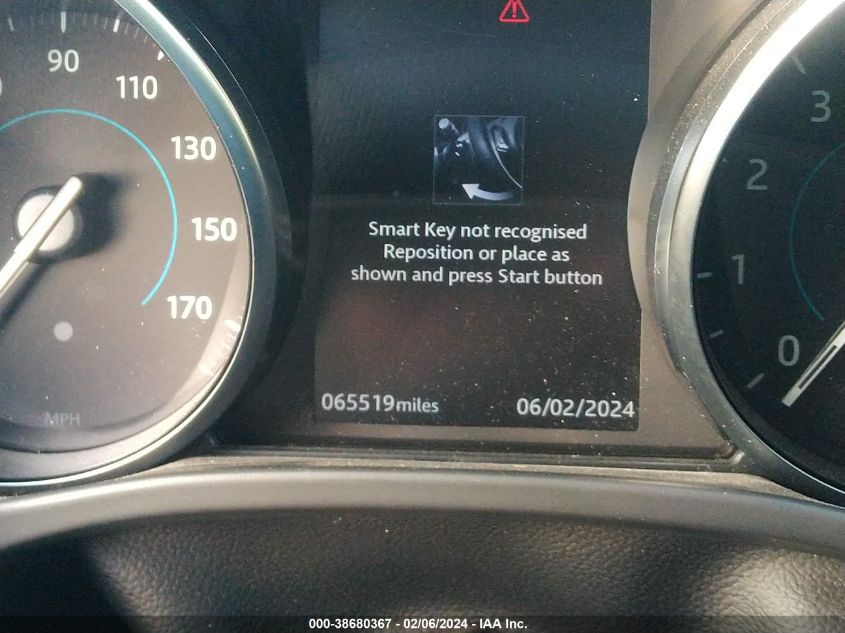 90
110
130
150
170
MPH
Smart Key not recognised
Reposition or place as
shown and press Start button
065519miles
06/02/2024
3
2
1
0
000-38680367 - 02/06/2024 - IAA Inc.